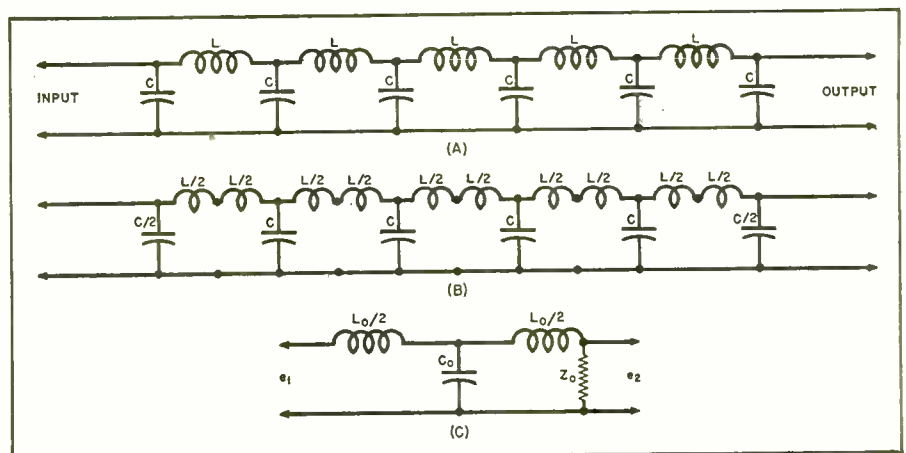 L L L L L
C C C C C C
INPUT OUTPUT
(A)
L/2 L/2 L/2 L/2 L/2 L/2 L/2 L/2 L/2 L/2
C/2 C C C C C/2
(B)
L₀/2 L₀/2
C₀
e₁ Z₀ e₂
(C)